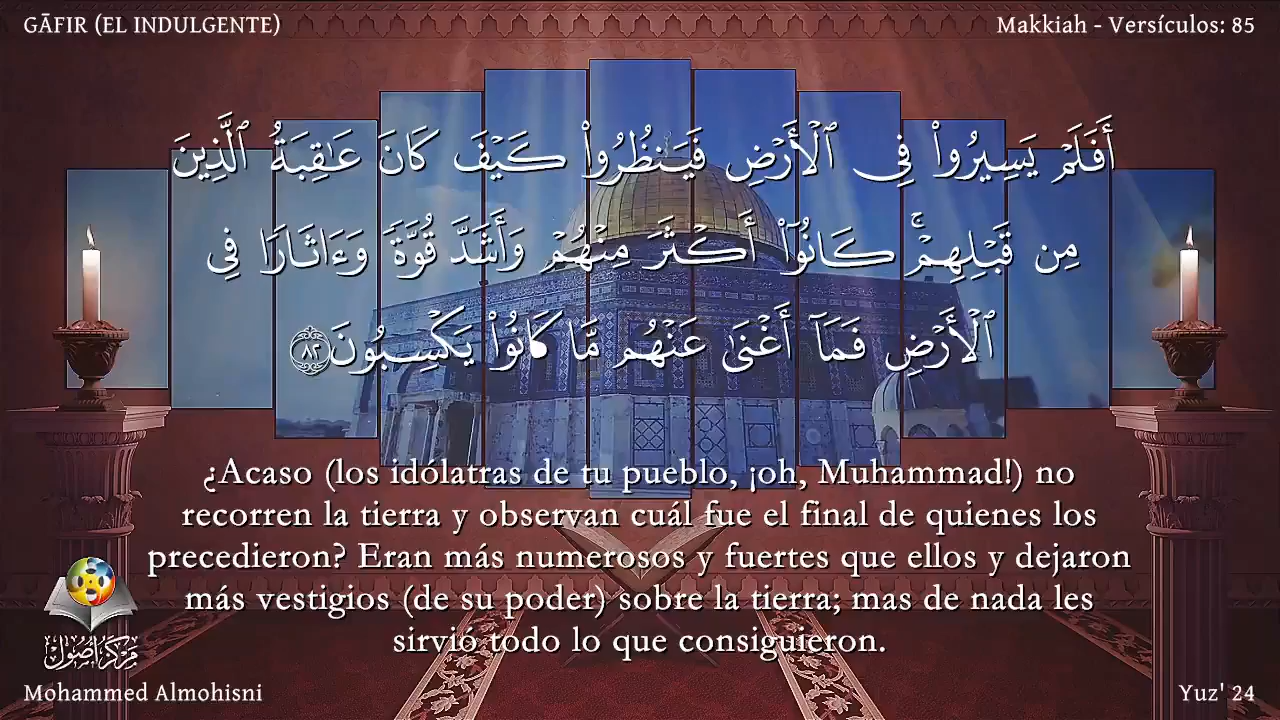 GĀFIR (EL INDULGENTE)
Makkiah - Versículos: 85
أَفَلَمْ يَسِيرُوا۟ فِى ٱلْأَرْضِ فَيَنظُرُوا۟ كَيْفَ كَانَ عَـٰقِبَةُ ٱلَّذِينَ
مِن قَبْلِهِمْ ۚ كَانُوٓا۟ أَكْثَرَ مِنْهُمْ وَأَشَدَّ قُوَّةً وَءَاثَارًا فِى
ٱلْأَرْضِ فَمَآ أَغْنَىٰ عَنْهُم مَّا كَانُوا۟ يَكْسِبُونَ ٨٢
¿Acaso (los idólatras de tu pueblo, ¡oh, Muhammad!) no
recorren la tierra y observan cuál fue el final de quienes los
precedieron? Eran más numerosos y fuertes que ellos y dejaron
más vestigios (de su poder) sobre la tierra; mas de nada les
sirvió todo lo que consiguieron.
مركز أصول
Mohammed Almohisni
Yuz' 24